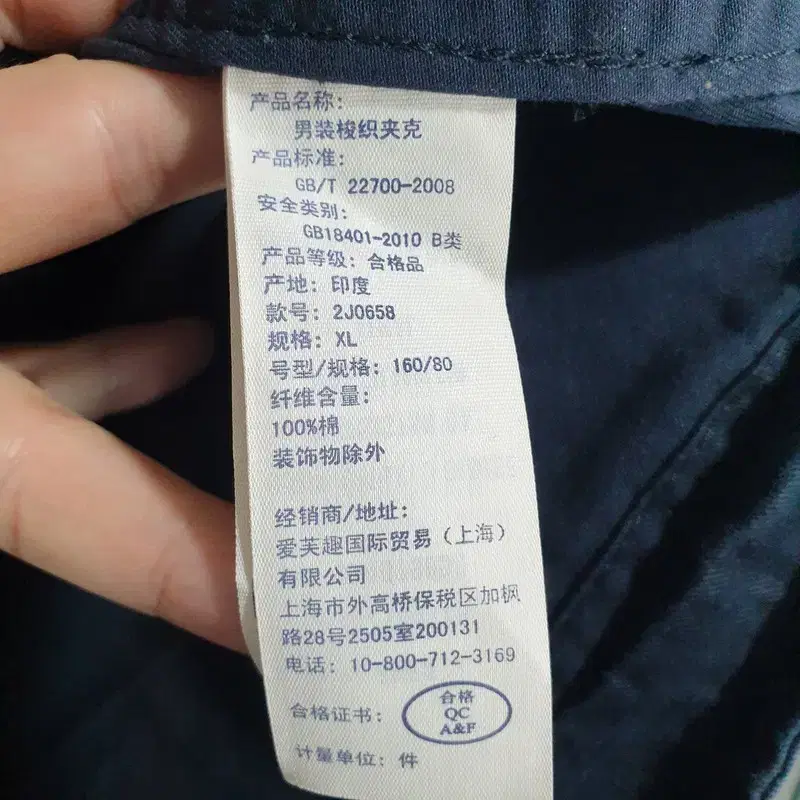 产品名称:
男装梭织夹克
产品标准:
GB/T 22700-2008
安全类别:
GB18401-2010 B类
产品等级: 合格品
产地: 印度
款号: 2J0658
规格: XL
号型/规格: 160/80
纤维含量:
100%棉
装饰物除外
经销商/地址:
爱芙趣国际贸易（上海）
有限公司
上海市外高桥保税区加枫
路28号2505室200131
电话: 10-800-712-3169
合格证书:
合格
QC
A&F
计量单位: 件